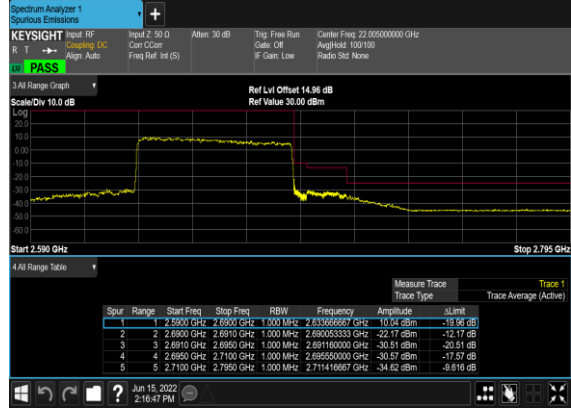 Spectrum Analyzer 1
Spurious Emissions
KEYSIGHT Input: RF Input Z: 50 Ω Atten: 30 dB Trig: Free Run Center Freq: 22.005000000 GHz
R T Coupling: DC Corr CCorr Gate: Off Avg|Hold: 100/100
Align: Auto Freq Ref: Int (S) IF Gain: Low Radio Std: None
LW PASS
3 All Range Graph
Ref Lvl Offset 14.96 dB
Scale/Div 10.0 dB Ref Value 30.00 dBm
Log
20.0
10.0
0.00
-10.0
-20.0
-30.0
-40.0
-50.0
-60.0
Start 2.590 GHz Stop 2.795 GHz
4 All Range Table
Measure Trace Trace 1
Trace Type Trace Average (Active)
Spur Range Start Freq Stop Freq RBW Frequency Amplitude ΔLimit
1 1 2.5900 GHz 2.6900 GHz 1.000 MHz 2.633666667 GHz 10.04 dBm -19.96 dB
2 2 2.6900 GHz 2.6910 GHz 1.000 MHz 2.690053333 GHz -22.17 dBm -12.17 dB
3 3 2.6910 GHz 2.6950 GHz 1.000 MHz 2.691160000 GHz -30.51 dBm -20.51 dB
4 4 2.6950 GHz 2.7100 GHz 1.000 MHz 2.695550000 GHz -30.57 dBm -17.57 dB
5 5 2.7100 GHz 2.7950 GHz 1.000 MHz 2.711416667 GHz -34.62 dBm -9.616 dB
Jun 15, 2022
2:16:47 PM